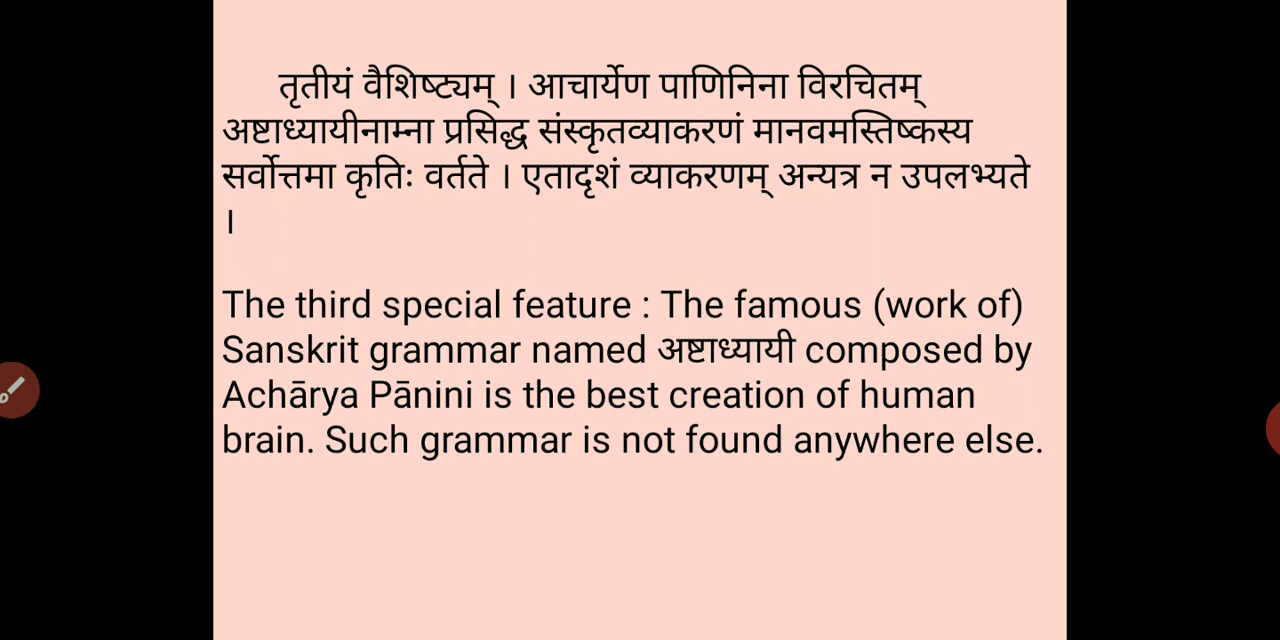 तृतीयं वैशिष्ट्यम् । आचार्येण पाणिनिना विरचितम्
अष्टाध्यायीनाम्ना प्रसिद्ध संस्कृतव्याकरणं मानवमस्तिष्कस्य
सर्वोत्तमा कृतिः वर्तते । एतादृशं व्याकरणम् अन्यत्र न उपलभ्यते
।
The third special feature : The famous (work of)
Sanskrit grammar named अष्टाध्यायी composed by
Achārya Pānini is the best creation of human
brain. Such grammar is not found anywhere else.